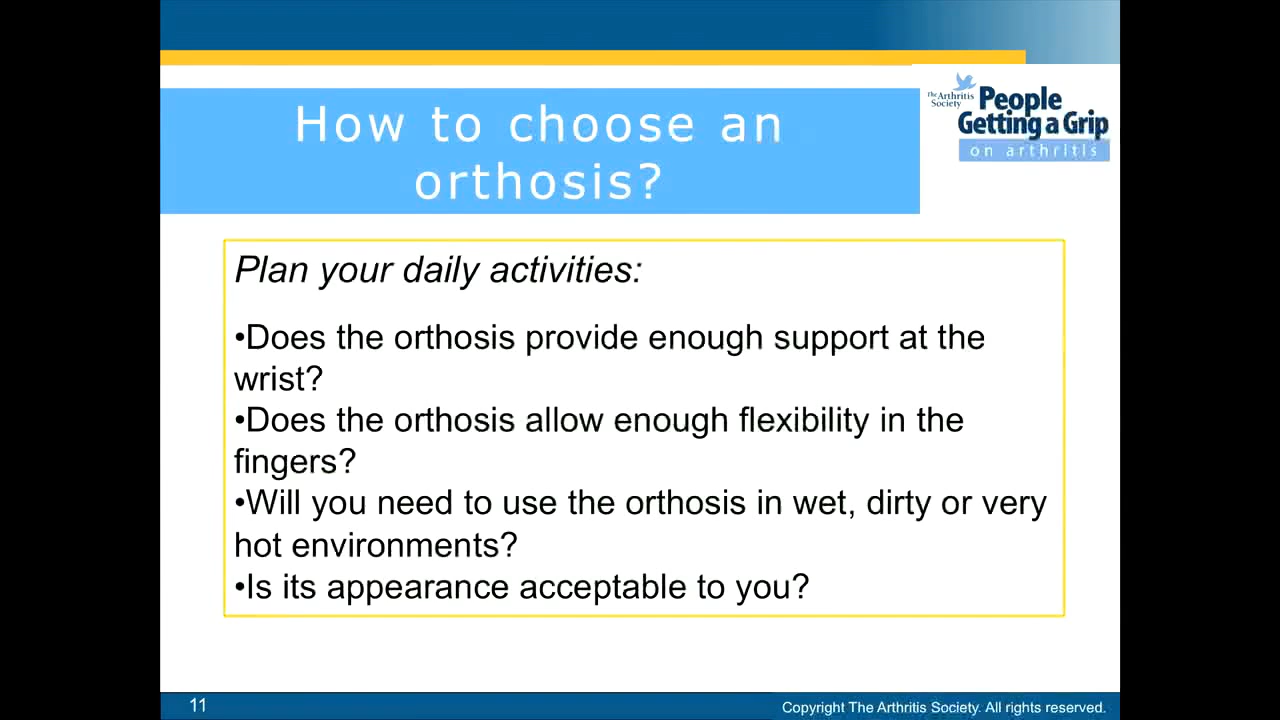 How to choose an
orthosis?
The Arthritis
Society
People
Getting a Grip
on arthritis
Plan your daily activities:
•Does the orthosis provide enough support at the
wrist?
•Does the orthosis allow enough flexibility in the
fingers?
•Will you need to use the orthosis in wet, dirty or very
hot environments?
•Is its appearance acceptable to you?
11
Copyright The Arthritis Society. All rights reserved.